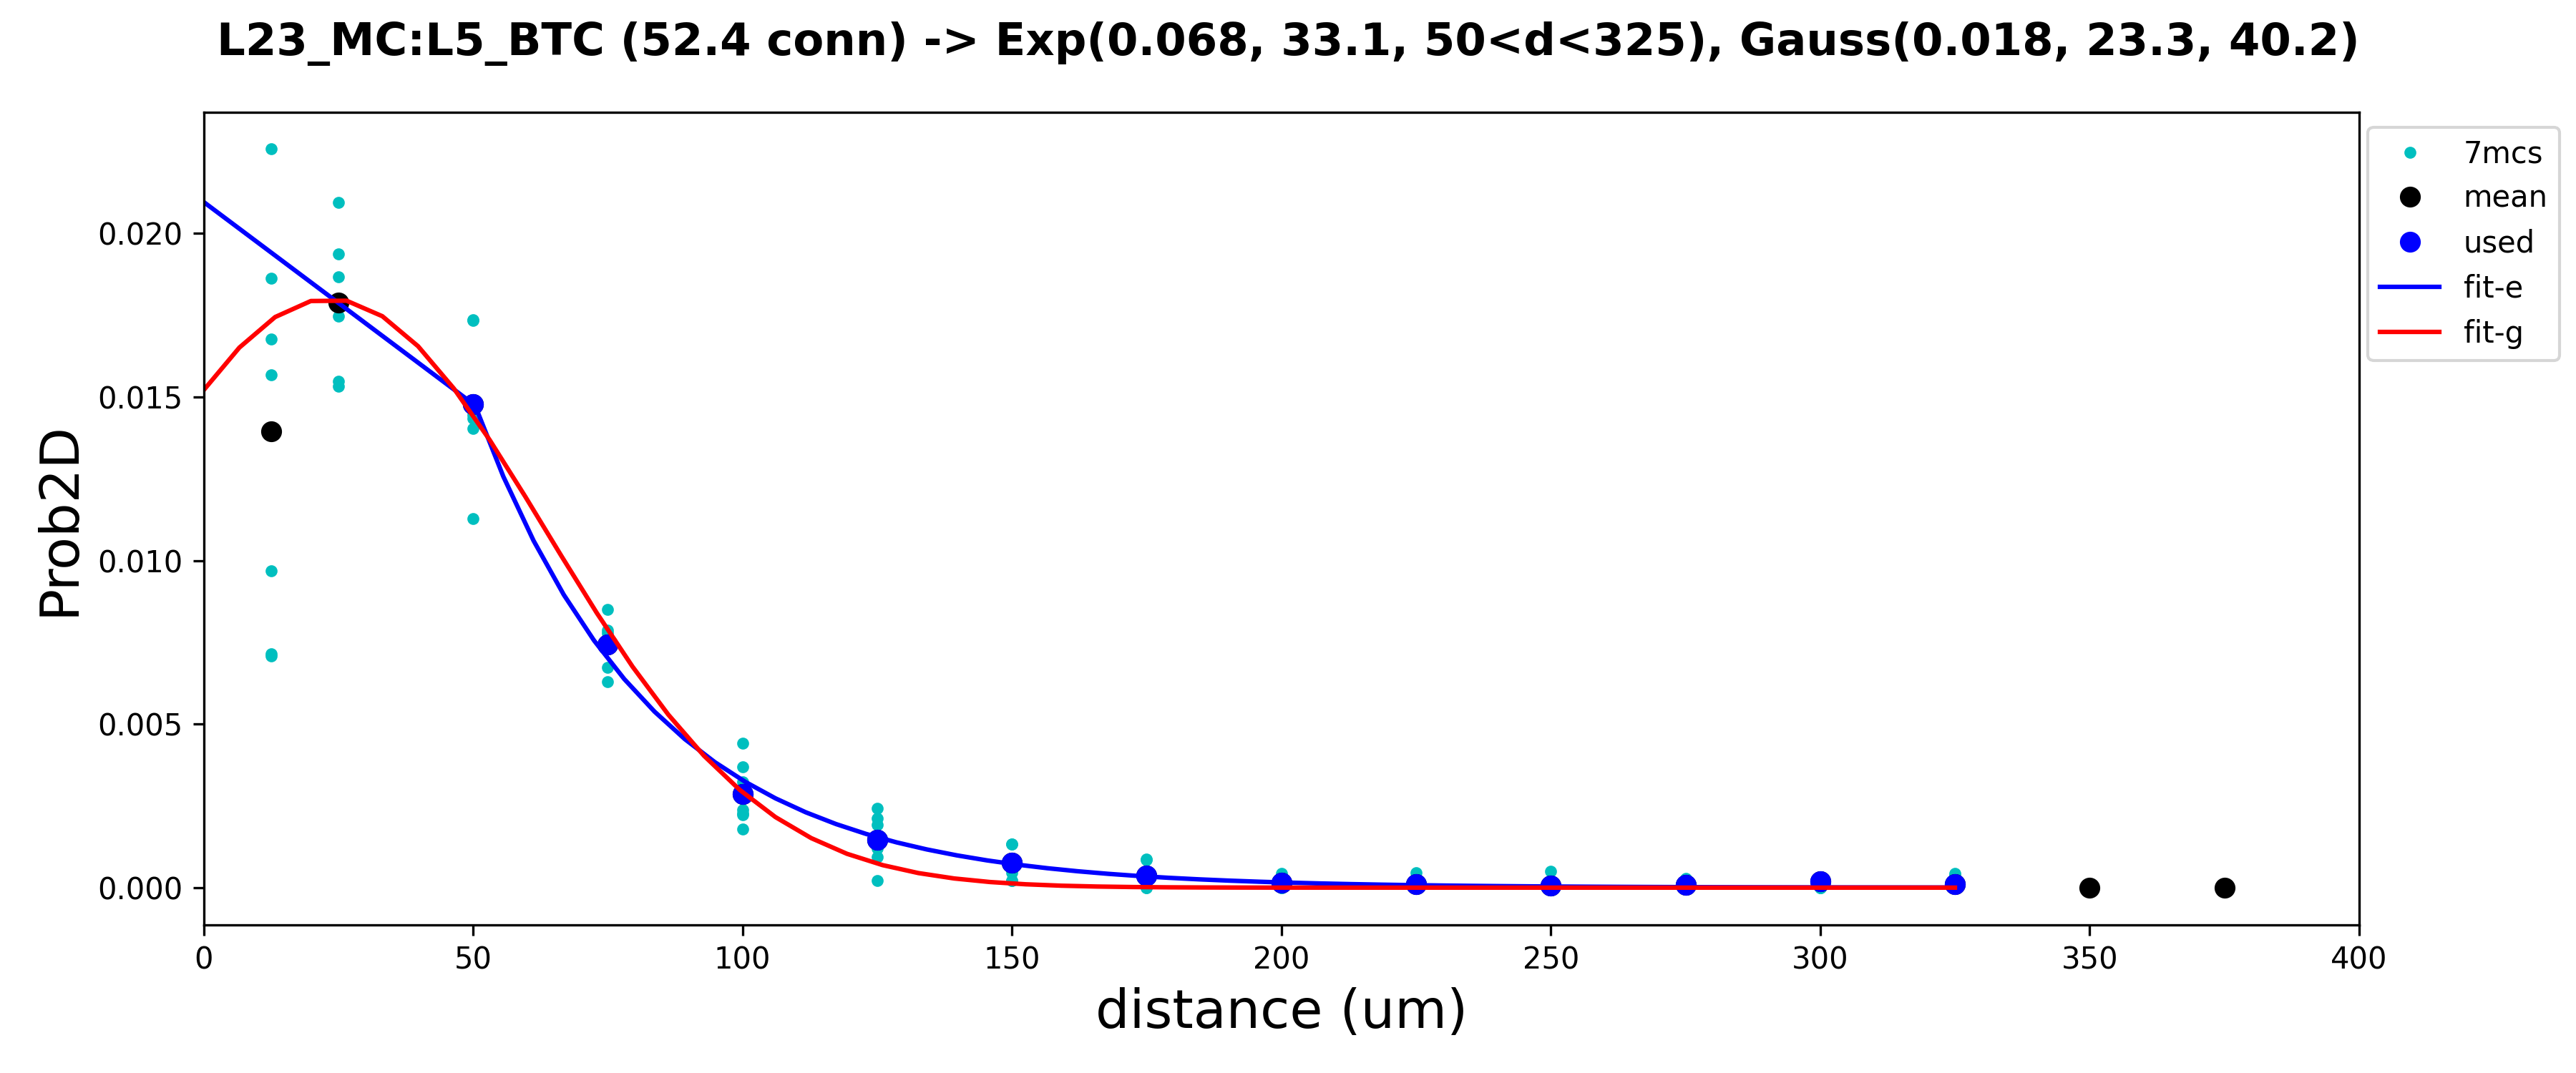 L23_MC:L5_BTC (52.4 conn) -> Exp(0.068, 33.1, 50<d<325), Gauss(0.018, 23.3, 40.2)
7mcs
mean
used
fit-e
fit-g
Prob2D
0.020
0.015
0.010
0.005
0.000
0 50 100 150 200 250 300 350 400
distance (um)